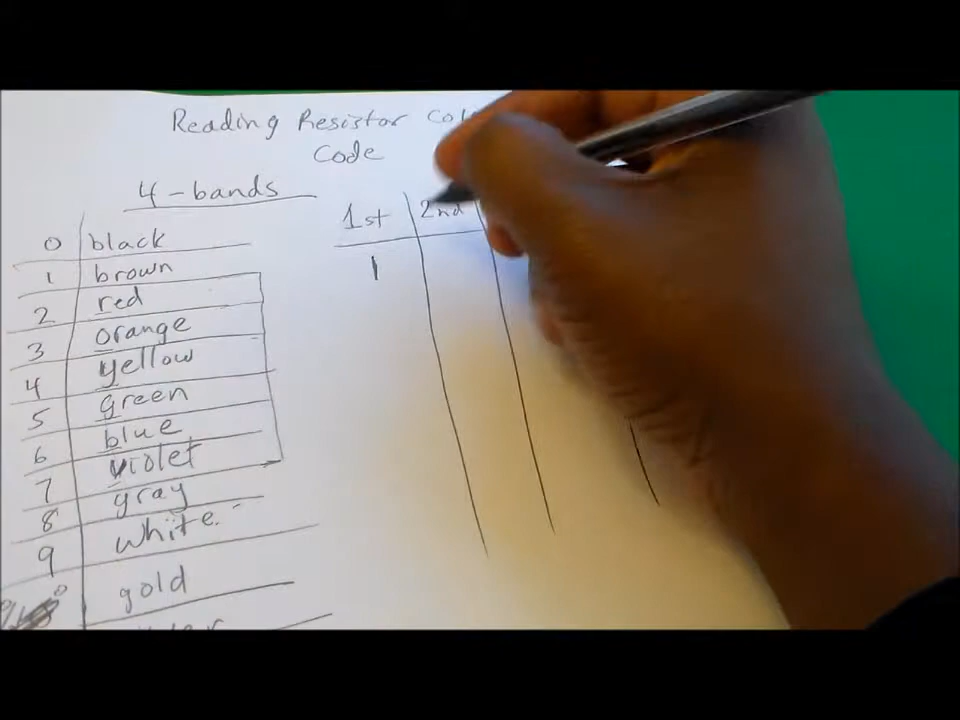 Reading Resistor
Code
4-bands
0 black
1 brown
2 red
3 orange
4 yellow
5 green
6 blue
7 violet
8 gray
9 white
gold
1st 2nd
1